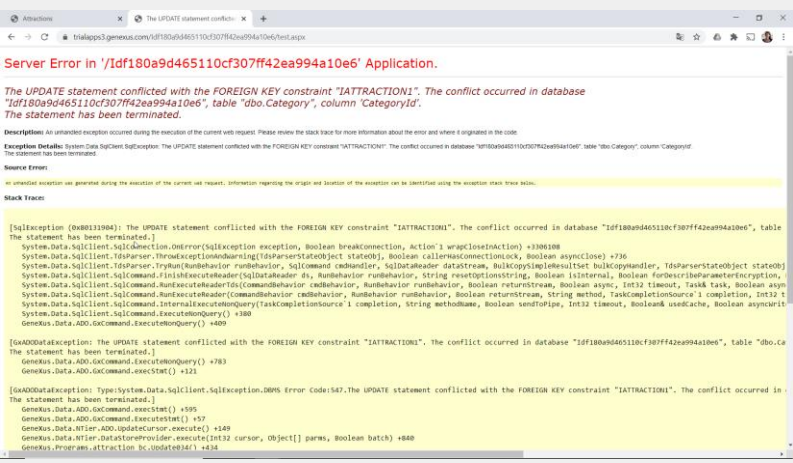 Attractions
The UPDATE statement conflicte
trialapps3.genexus.com/Idf180a9d465110cf307ff42ea994a10e6/test.aspx
Server Error in '/Idf180a9d465110cf307ff42ea994a10e6' Application.
The UPDATE statement conflicted with the FOREIGN KEY constraint "IATTRACTION1". The conflict occurred in database
"Idf180a9d465110cf307ff42ea994a10e6", table "dbo.Category", column 'CategoryId'.
The statement has been terminated.
Description: An unhandled exception occurred during the execution of the current web request. Please review the stack trace for more information about the error and where it originated in the code.
Exception Details: System.Data.SqlClient.SqlException: The UPDATE statement conflicted with the FOREIGN KEY constraint "IATTRACTION1". The conflict occurred in database "Idf180a9d465110cf307ff42ea994a10e6", table "dbo.Category", column 'CategoryId'.
The statement has been terminated.
Source Error:
An unhandled exception was generated during the execution of the current web request. Information regarding the origin and location of the exception can be identified using the exception stack trace below.
Stack Trace:
[SqlException (0x80131904): The UPDATE statement conflicted with the FOREIGN KEY constraint "IATTRACTION1". The conflict occurred in database "Idf180a9d465110cf307ff42ea994a10e6", table
The statement has been terminated.]
System.Data.SqlClient.SqlConnection.OnError(SqlException exception, Boolean breakConnection, Action`1 wrapCloseInAction) +3306108
System.Data.SqlClient.TdsParser.ThrowExceptionAndWarning(TdsParserStateObject stateObj, Boolean callerHasConnectionLock, Boolean asyncClose) +736
System.Data.SqlClient.TdsParser.TryRun(RunBehavior runBehavior, SqlCommand cmdHandler, SqlDataReader dataStream, BulkCopySimpleResultSet bulkCopyHandler, TdsParserStateObject stateObj
System.Data.SqlClient.SqlCommand.FinishExecuteReader(SqlDataReader ds, RunBehavior runBehavior, String resetOptionsString, Boolean isInternal, Boolean forDescribeParameterEncryption,
System.Data.SqlClient.SqlCommand.RunExecuteReaderTds(CommandBehavior cmdBehavior, RunBehavior runBehavior, Boolean returnStream, Boolean async, Int32 timeout, Task& task, Boolean asyn
System.Data.SqlClient.SqlCommand.RunExecuteReader(CommandBehavior cmdBehavior, RunBehavior runBehavior, Boolean returnStream, String method, TaskCompletionSource`1 completion, Int32 t
System.Data.SqlClient.SqlCommand.InternalExecuteNonQuery(TaskCompletionSource`1 completion, String methodName, Boolean sendToPipe, Int32 timeout, Boolean& usedCache, Boolean asyncWrit
System.Data.SqlClient.SqlCommand.ExecuteNonQuery() +380
GeneXus.Data.ADO.GxCommand.ExecuteNonQuery() +409
[GxADODataException: The UPDATE statement conflicted with the FOREIGN KEY constraint "IATTRACTION1". The conflict occurred in database "Idf180a9d465110cf307ff42ea994a10e6", table "dbo.Ca
The statement has been terminated.]
GeneXus.Data.ADO.GxCommand.ExecuteNonQuery() +783
GeneXus.Data.ADO.GxCommand.execStmt() +121
[GxADODataException: Type:System.Data.SqlClient.SqlException.DBMS Error Code:547.The UPDATE statement conflicted with the FOREIGN KEY constraint "IATTRACTION1". The conflict occurred in
The statement has been terminated.]
GeneXus.Data.ADO.GxCommand.execStmt() +595
GeneXus.Data.ADO.GxCommand.ExecuteStmt() +57
GeneXus.Data.NTier.ADO.UpdateCursor.execute() +149
GeneXus.Data.NTier.DataStoreProvider.execute(Int32 cursor, Object[] parms, Boolean batch) +840
GeneXus.Programs.attraction_bc.Update034() +434